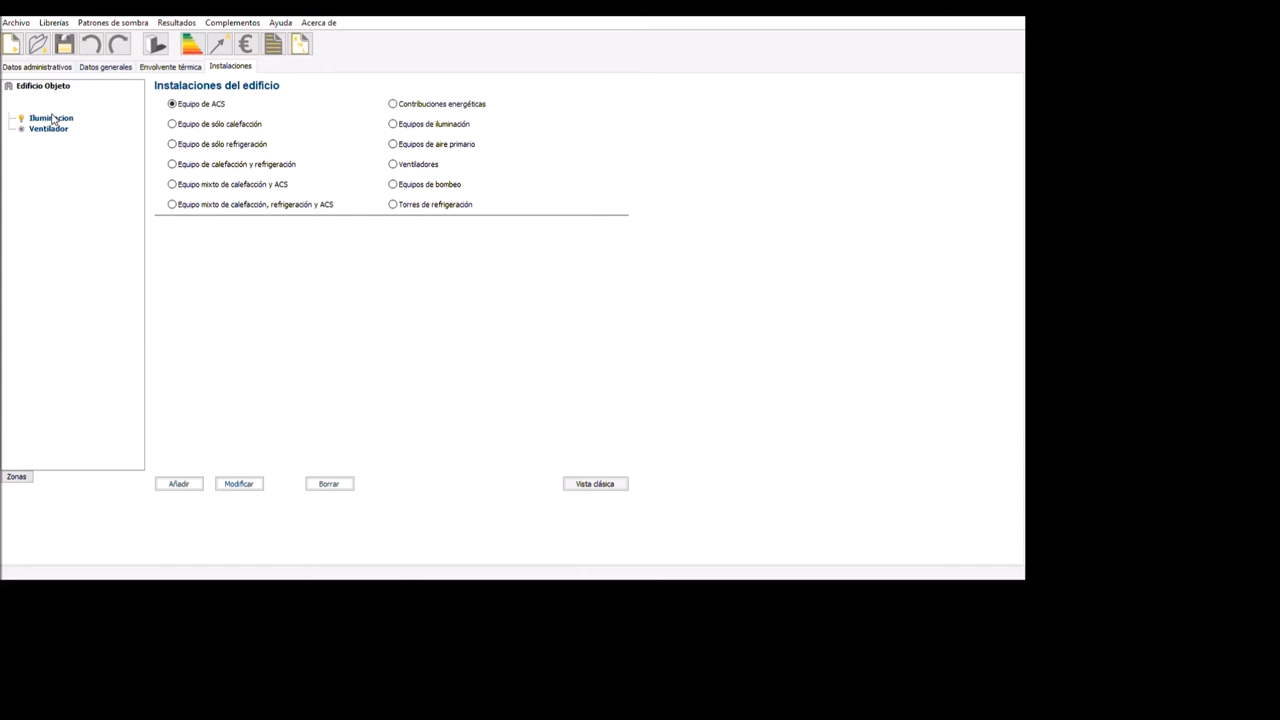 Archivo Librerías Patrones de sombra Resultados Complementos Ayuda Acerca de
€
Datos administrativos Datos generales Envolvente térmica Instalaciones
Edificio Objeto
Iluminacion
Ventilador
Zonas
Instalaciones del edificio
Equipo de ACS Contribuciones energéticas
Equipo de sólo calefacción Equipos de iluminación
Equipo de sólo refrigeración Equipos de aire primario
Equipo de calefacción y refrigeración Ventiladores
Equipo mixto de calefacción y ACS Equipos de bombeo
Equipo mixto de calefacción, refrigeración y ACS Torres de refrigeración
Añadir Modificar Borrar Vista clásica